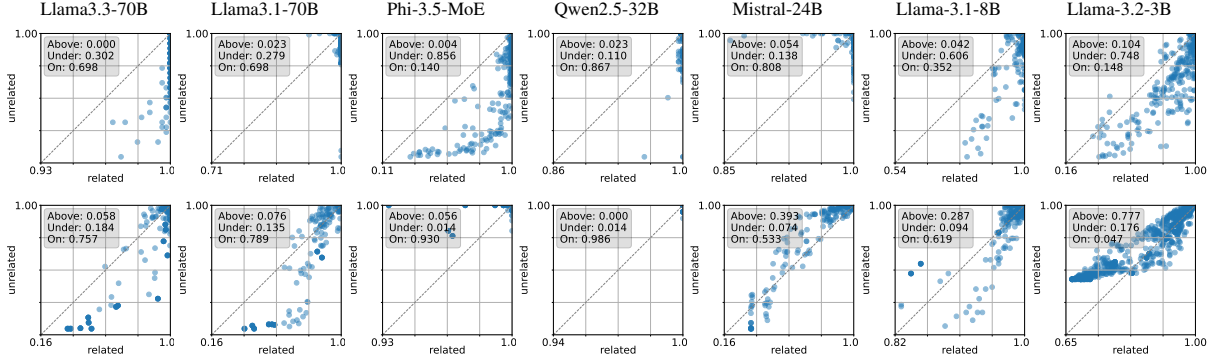 Llama3.3-70B Llama3.1-70B Phi-3.5-MoE Qwen2.5-32B Mistral-24B Llama-3.1-8B Llama-3.2-3B
1.00 1.00 1.00 1.00 1.00 1.00 1.00
Above: 0.000 Above: 0.023 Above: 0.004 Above: 0.023 Above: 0.054 Above: 0.042 Above: 0.104
Under: 0.302 Under: 0.279 Under: 0.856 Under: 0.110 Under: 0.138 Under: 0.606 Under: 0.748
On: 0.698 On: 0.698 On: 0.140 On: 0.867 On: 0.808 On: 0.352 On: 0.148
unrelated unrelated unrelated unrelated unrelated unrelated unrelated
0.93 1.0 0.71 1.0 0.11 1.0 0.86 1.0 0.85 1.0 0.54 1.0 0.16 1.00
related related related related related related related
1.00 1.00 1.00 1.00 1.00 1.00 1.00
Above: 0.058 Above: 0.076 Above: 0.056 Above: 0.000 Above: 0.393 Above: 0.287 Above: 0.777
Under: 0.184 Under: 0.135 Under: 0.014 Under: 0.014 Under: 0.074 Under: 0.094 Under: 0.176
On: 0.757 On: 0.789 On: 0.930 On: 0.986 On: 0.533 On: 0.619 On: 0.047
unrelated unrelated unrelated unrelated unrelated unrelated unrelated
0.16 1.0 0.24 1.0 0.87 1.0 0.94 1.0 0.16 1.0 0.82 1.0 0.65 1.00
related related related related related related related